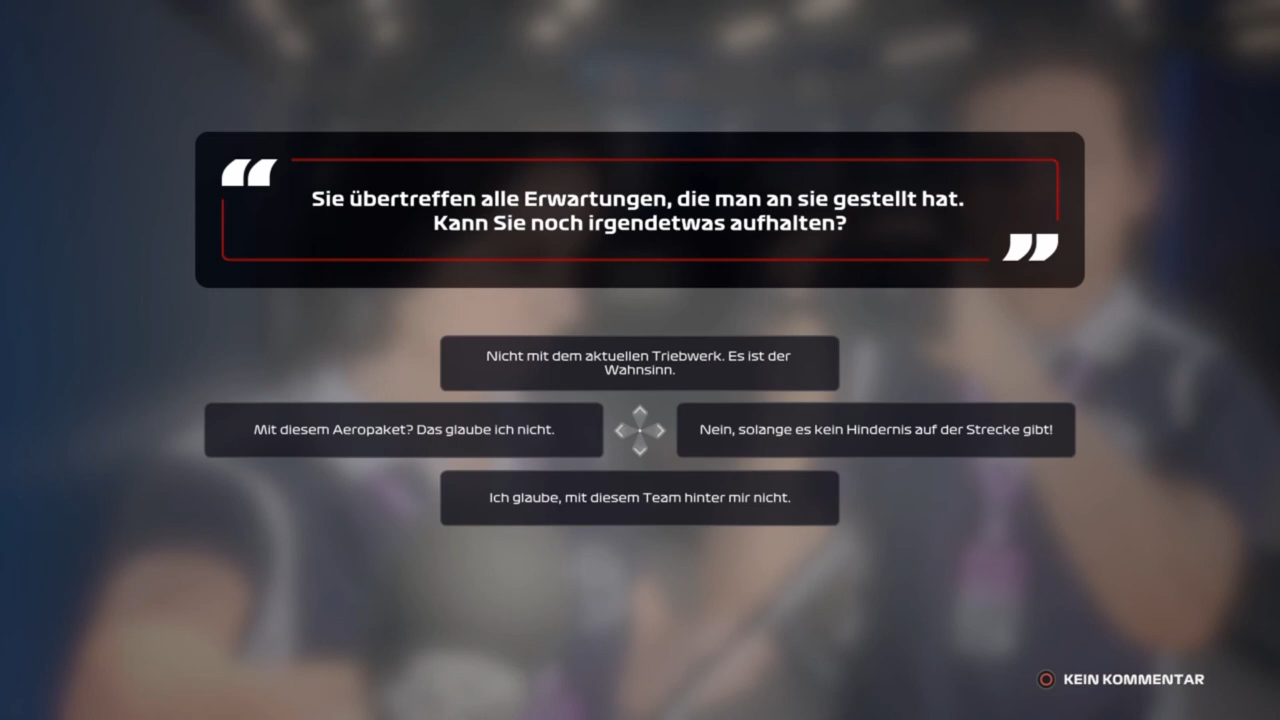 Sie übertreffen alle Erwartungen, die man an sie gestellt hat.
Kann Sie noch irgendetwas aufhalten?
Nicht mit dem aktuellen Triebwerk. Es ist der
Wahnsinn.
Mit diesem Aeropaket? Das glaube ich nicht.
Nein, solange es kein Hindernis auf der Strecke gibt!
Ich glaube, mit diesem Team hinter mir nicht.
KEIN KOMMENTAR